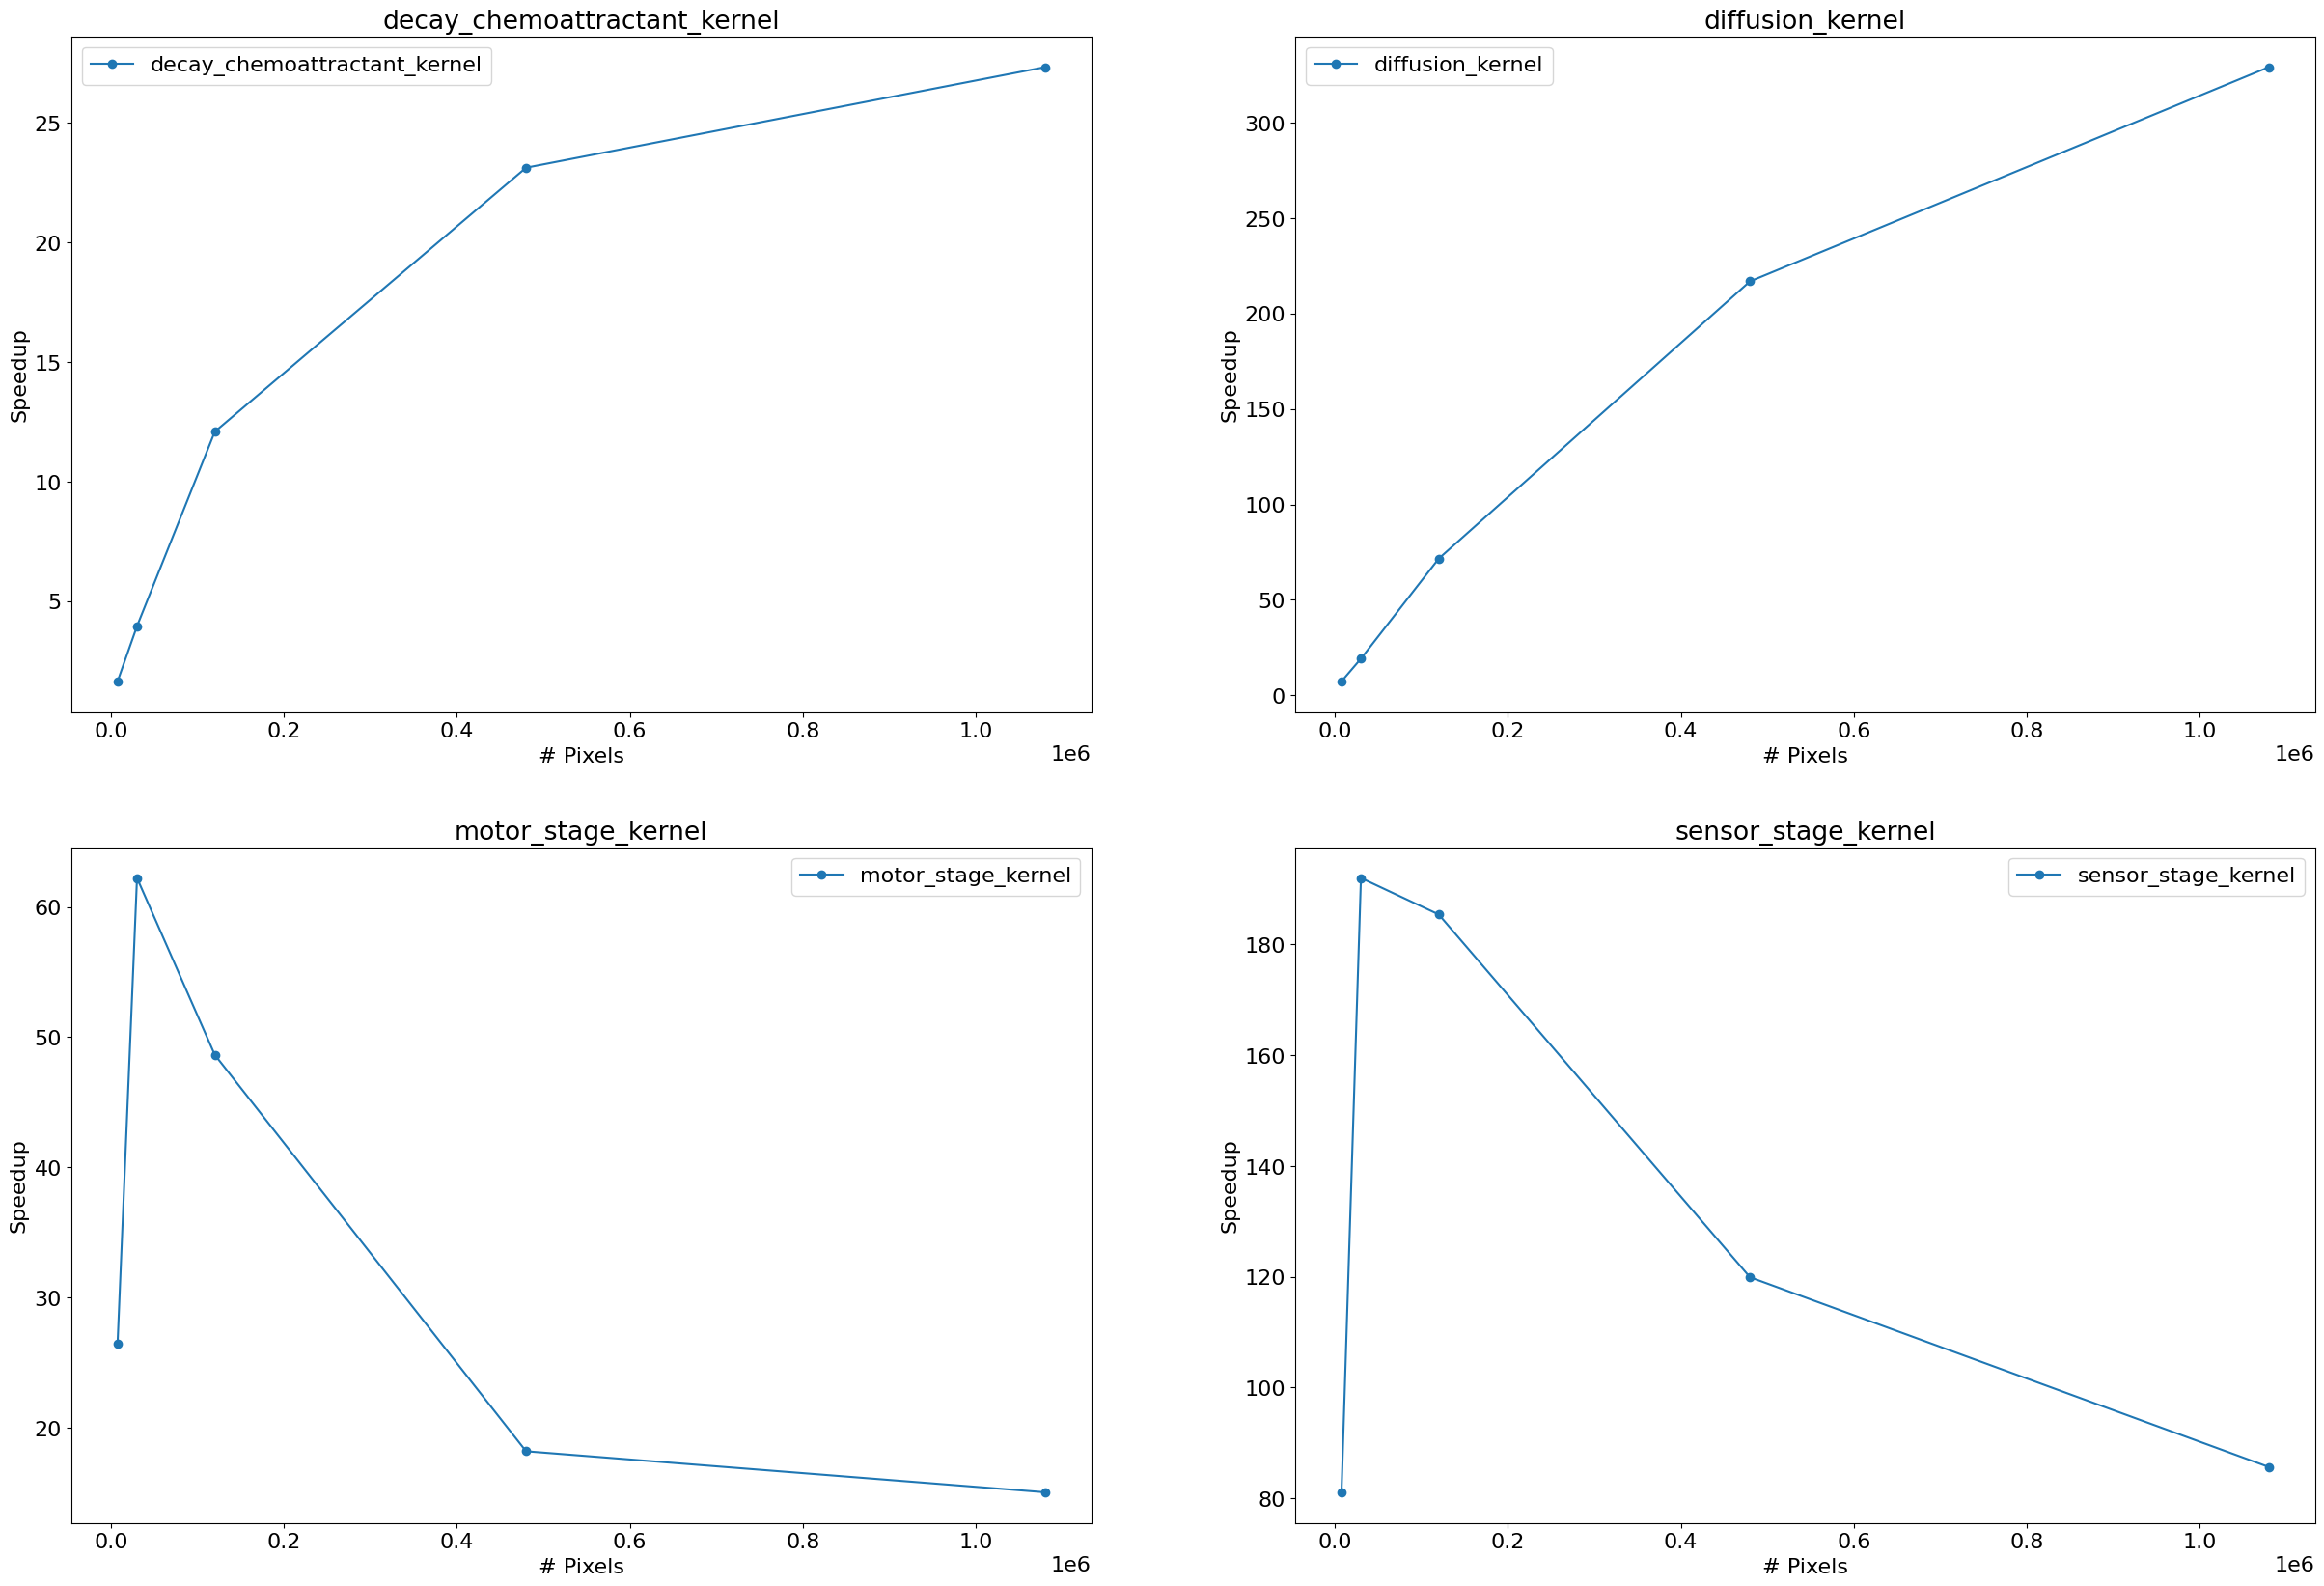 decay_chemoattractant_kernel
decay_chemoattractant_kernel
Speedup
25
20
15
10
5
0.0 0.2 0.4 0.6 0.8 1.0
# Pixels
1e6
diffusion_kernel
diffusion_kernel
Speedup
300
250
200
150
100
50
0
0.0 0.2 0.4 0.6 0.8 1.0
# Pixels
1e6
motor_stage_kernel
motor_stage_kernel
Speedup
60
50
40
30
20
0.0 0.2 0.4 0.6 0.8 1.0
# Pixels
1e6
sensor_stage_kernel
sensor_stage_kernel
Speedup
180
160
140
120
100
80
0.0 0.2 0.4 0.6 0.8 1.0
# Pixels
1e6